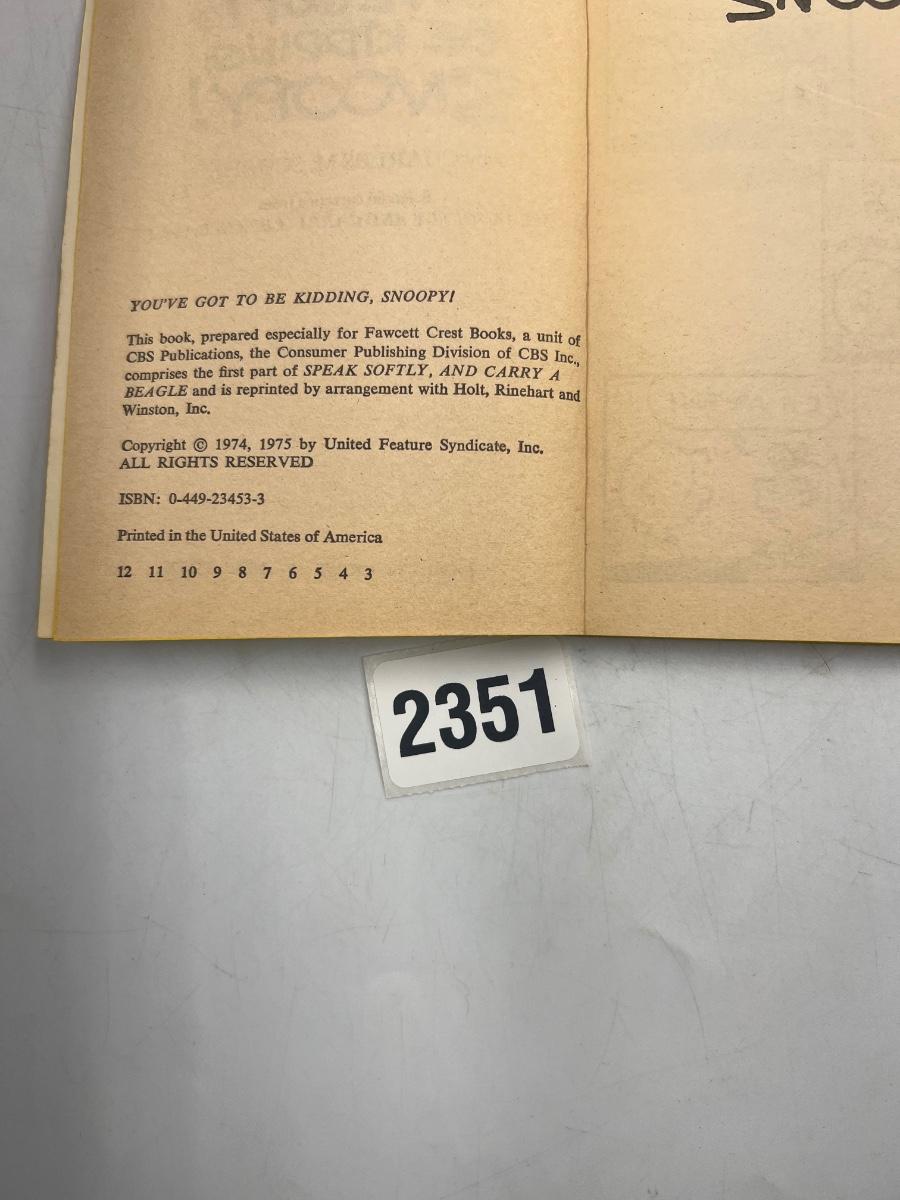 YOU'VE GOT TO BE KIDDING, SNOOPY!
This book, prepared especially for Fawcett Crest Books, a unit of
CBS Publications, the Consumer Publishing Division of CBS Inc.,
comprises the first part of SPEAK SOFTLY, AND CARRY A
BEAGLE and is reprinted by arrangement with Holt, Rinehart and
Winston, Inc.
Copyright © 1974, 1975 by United Feature Syndicate, Inc.
ALL RIGHTS RESERVED
ISBN: 0-449-23453-3
Printed in the United States of America
12 11 10 9 8 7 6 5 4 3
2351